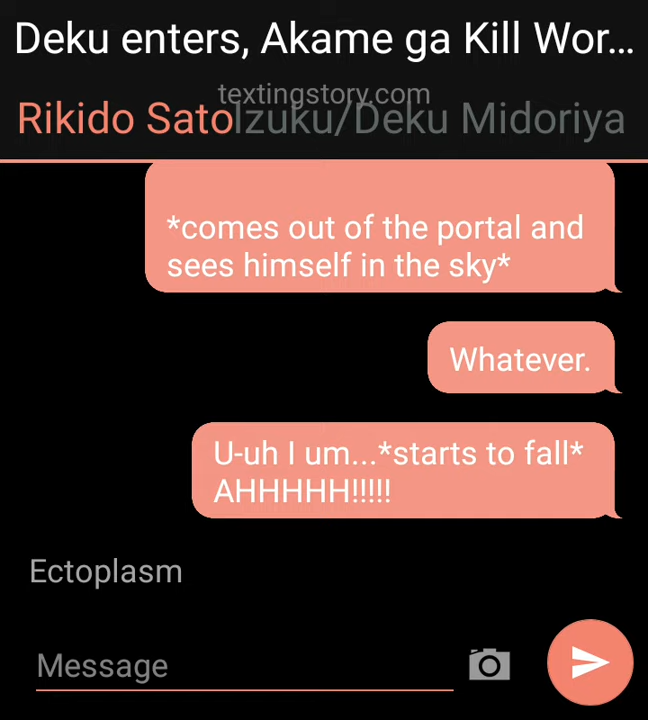 Deku enters, Akame ga Kill Wor...
textingstory.com
Rikido Sato Izuku/Deku Midoriya
*comes out of the portal and
sees himself in the sky*
Whatever.
U-uh I um...*starts to fall*
AHHHHH!!!!!
Ectoplasm
Message